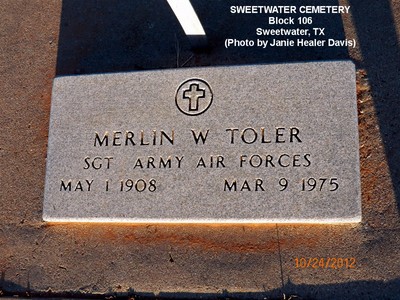 SWEETWATER CEMETERY
Block 106
Sweetwater, TX
(Photo by Janie Healer Davis)
MERLIN W TOLER
SGT ARMY AIR FORCES
MAY 1 1908 MAR 9 1975
10/24/2012